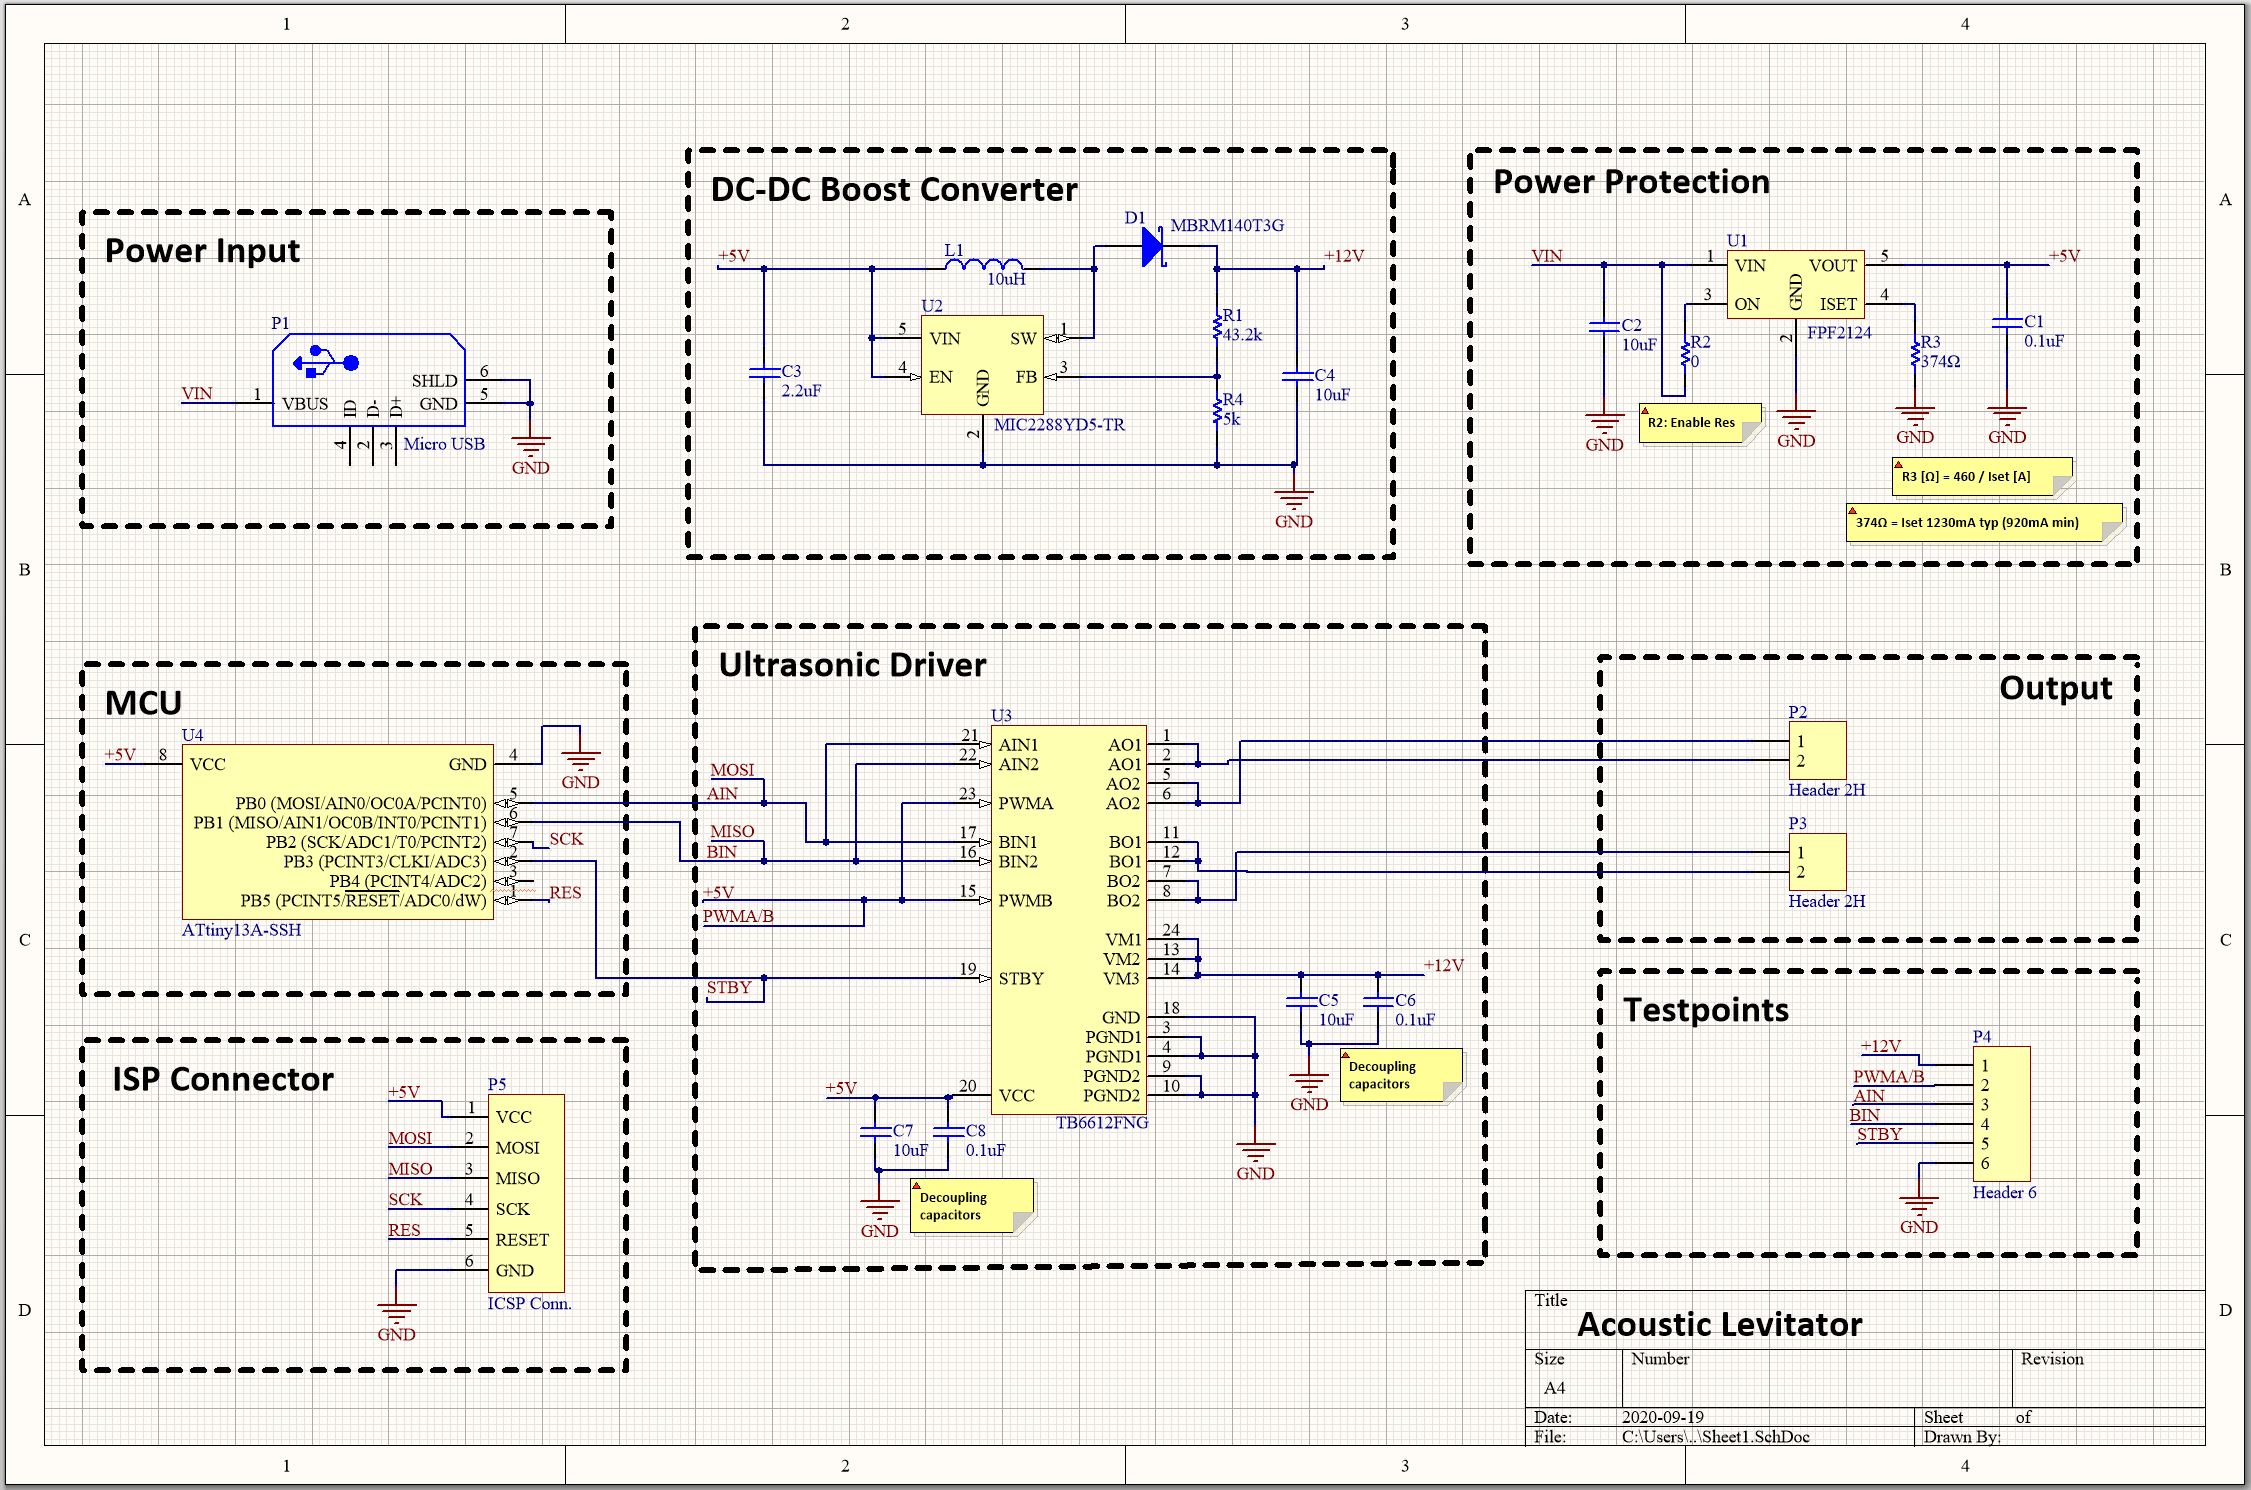 1 2 3 4
A A
B B
C C
D D
1 2 3 4
Power Input
P1
VIN
1
VBUS
ID
D-
D+
SHLD
GND
6
5
4
2
3
Micro USB
GND
DC-DC Boost Converter
D1
MBRM140T3G
+5V
L1
10uH
+12V
U2
5
VIN
SW
1
4
EN
FB
3
GND
2
MIC2288YD5-TR
C3
2.2uF
R1
43.2k
R4
5k
C4
10uF
GND
Power Protection
U1
VIN
1
VIN
VOUT
5
+5V
3
ON
GND
ISET
4
2
FPF2124
C2
10uF
R2
0
R3
374Ω
C1
0.1uF
GND
GND
GND
GND
R2: Enable Res
R3 [Ω] = 460 / Iset [A]
374Ω = Iset 1230mA typ (920mA min)
MCU
U4
+5V
8
VCC
GND
4
GND
PB0 (MOSI/AIN0/OC0A/PCINT0)
5
PB1 (MISO/AIN1/OC0B/INT0/PCINT1)
6
PB2 (SCK/ADC1/T0/PCINT2)
7
SCK
PB3 (PCINT3/CLKI/ADC3)
2
PB4 (PCINT4/ADC2)
3
PB5 (PCINT5/RESET/ADC0/dW)
1
RES
ATtiny13A-SSH
Ultrasonic Driver
U3
MOSI
AIN
MISO
BIN
+5V
PWMA/B
STBY
21
AIN1
22
AIN2
23
PWMA
17
BIN1
16
BIN2
15
PWMB
19
STBY
20
VCC
AO1
1
AO1
2
AO2
5
AO2
6
BO1
11
BO1
12
BO2
7
BO2
8
VM1
24
VM2
13
VM3
14
GND
18
PGND1
3
PGND1
4
PGND2
9
PGND2
10
TB6612FNG
+12V
C5
10uF
C6
0.1uF
GND
Decoupling
capacitors
GND
+5V
C7
10uF
C8
0.1uF
GND
Decoupling
capacitors
Output
P2
1
2
Header 2H
P3
1
2
Header 2H
ISP Connector
P5
+5V
1
VCC
MOSI
2
MOSI
MISO
3
MISO
SCK
4
SCK
RES
5
RESET
6
GND
GND
ICSP Conn.
Testpoints
P4
+12V
1
PWMA/B
2
AIN
3
BIN
4
STBY
5
6
GND
Header 6
Title
Acoustic Levitator
Size
A4
Number
Revision
Date: 2020-09-19
Sheet of
File: C:\Users\..\Sheet1.SchDoc
Drawn By: